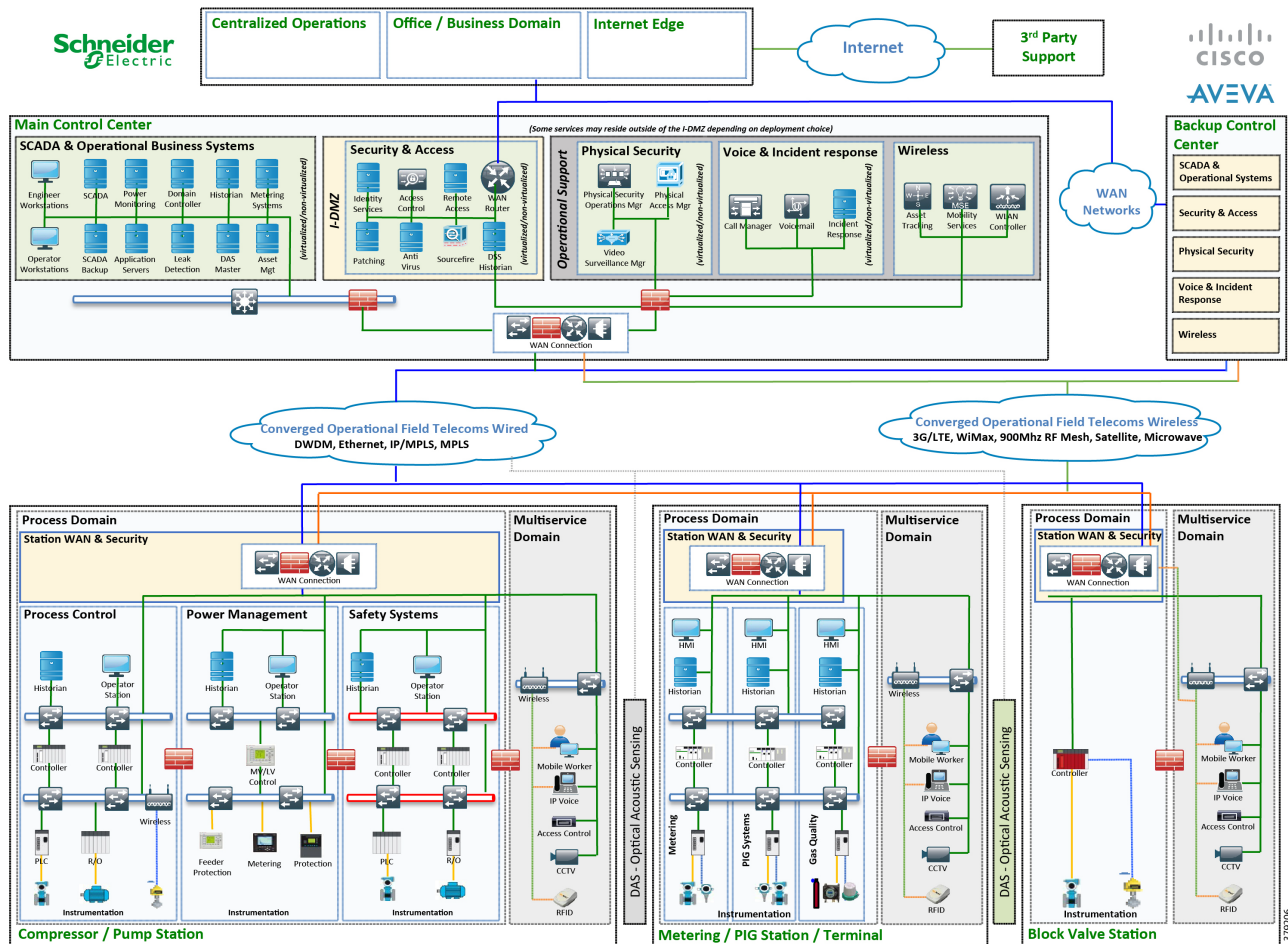 Schneider
Electric
Centralized Operations
Office / Business Domain
Internet Edge
Internet
3rd Party
Support
CISCO
AVEVA
Main Control Center
(Some services may reside outside of the I-DMZ depending on deployment choice)
SCADA & Operational Business Systems
Engineer
Workstations
SCADA
Power
Monitoring
Domain
Controller
Historian
Metering
Systems
Operator
Workstations
SCADA
Backup
Application
Servers
Leak
Detection
DAS
Master
Asset
Mgt
(virtualized/non-virtualized)
I-DMZ
Security & Access
Identity
Services
Access
Control
Remote
Access
WAN
Router
Patching
Anti
Virus
Sourcefire
DSS
Historian
(virtualized/non-virtualized)
Operational Support
Physical Security
Physical Security
Operations Mgr
Physical
Access Mgr
Video
Surveillance Mgr
(virtualized/non-virtualized)
Voice & Incident response
Call Manager
Voicemail
Incident
Response
(virtualized/non-virtualized)
Wireless
W E
S
Asset
Tracking
MSE
Mobility
Services
WLAN
Controller
WAN Connection
WAN
Networks
Backup Control
Center
SCADA &
Operational Systems
Security & Access
Physical Security
Voice & Incident
Response
Wireless
Converged Operational Field Telecoms Wired
DWDM, Ethernet, IP/MPLS, MPLS
Converged Operational Field Telecoms Wireless
3G/LTE, WiMax, 900Mhz RF Mesh, Satellite, Microwave
Process Domain
Station WAN & Security
WAN Connection
Process Control
Historian
Operator
Station
Controller
Controller
Wireless
PLC
R/O
Instrumentation
Power Management
Historian
Operator
Station
MV/LV
Control
Feeder
Protection
Metering
Protection
Instrumentation
Safety Systems
Historian
Operator
Station
Controller
Controller
PLC
R/O
Instrumentation
Multiservice
Domain
Wireless
Mobile Worker
IP Voice
Access Control
CCTV
RFID
Compressor / Pump Station
DAS - Optical Acoustic Sensing
Process Domain
Station WAN & Security
WAN Connection
HMI
HMI
HMI
Historian
Historian
Historian
Controller
Controller
Controller
Metering
PIG Systems
Gas Quality
Instrumentation
Multiservice
Domain
Wireless
Mobile Worker
IP Voice
Access Control
CCTV
RFID
Metering / PIG Station / Terminal
DAS - Optical Acoustic Sensing
Process Domain
Station WAN & Security
WAN Connection
Controller
Instrumentation
Multiservice
Domain
Wireless
Mobile Worker
IP Voice
Access Control
CCTV
RFID
Block Valve Station